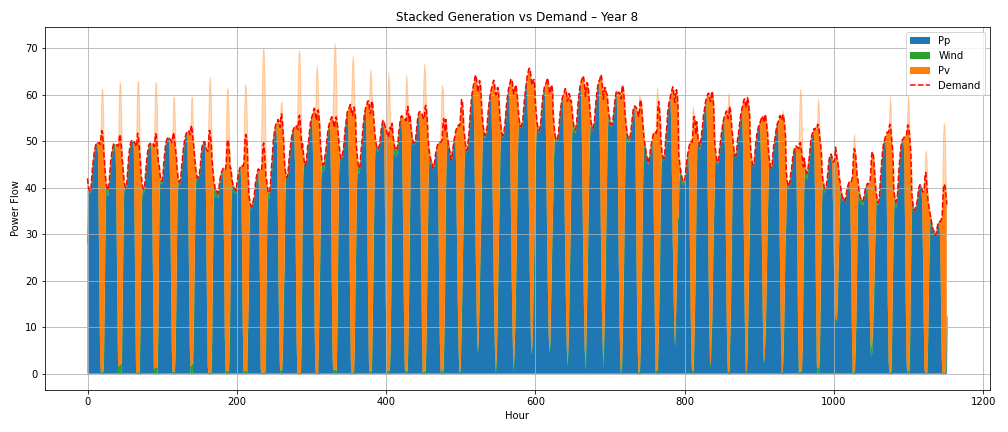 Stacked Generation vs Demand – Year 8
Power Flow
70
60
50
40
30
20
10
0
Pp
Wind
Pv
Demand
0 200 400 600 800 1000 1200
Hour